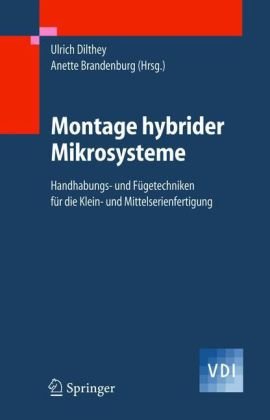 Ulrich Dilthey
Anette Brandenburg (Hrsg.)
Montage hybrider
Mikrosysteme
Handhabungs- und Fügetechniken
für die Klein- und Mittelserienfertigung
VDI
Springer